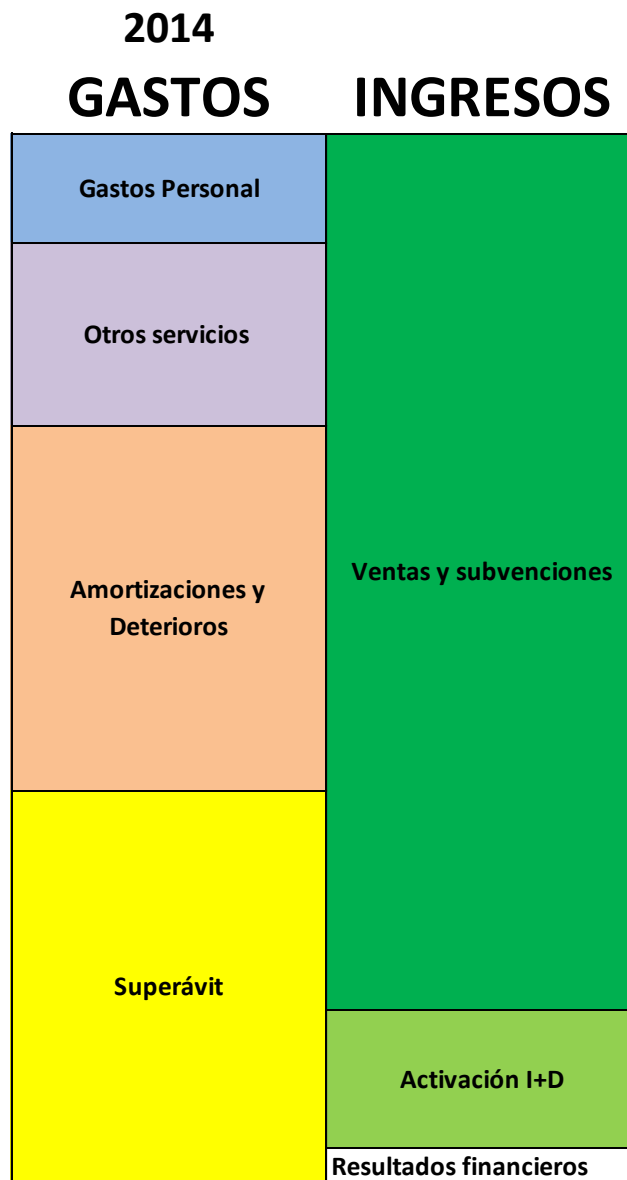 2014
GASTOS
INGRESOS
Gastos Personal
Otros servicios
Amortizaciones y
Deterioros
Superávit
Ventas y subvenciones
Activación I+D
Resultados financieros